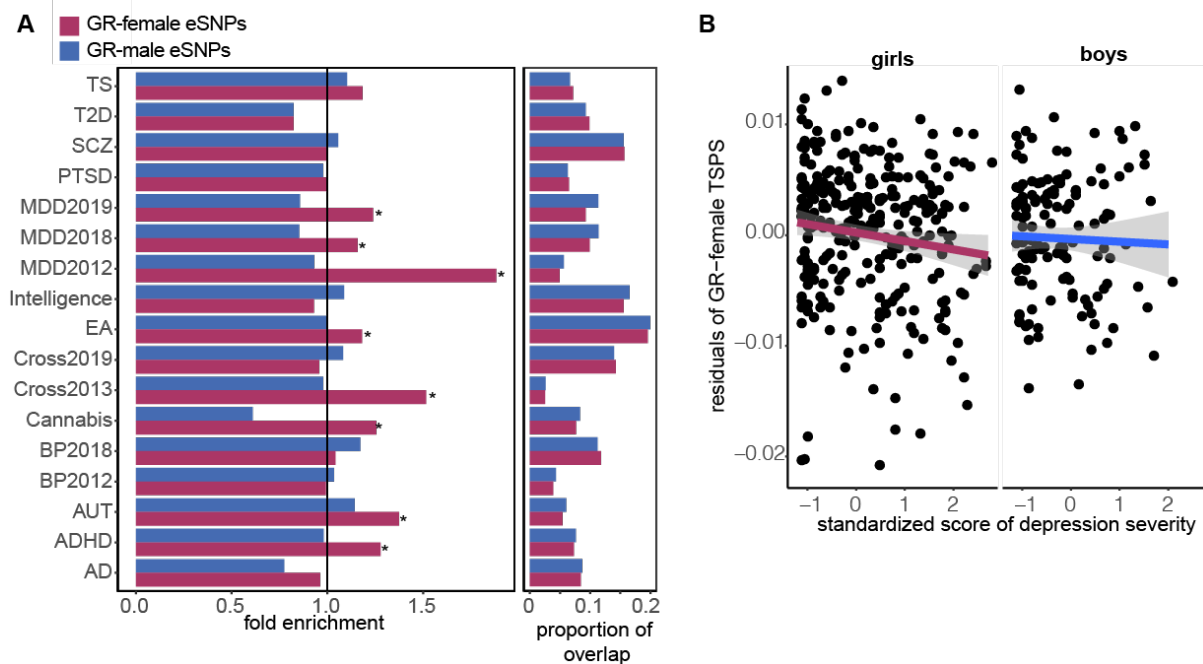 A
GR-female eSNPs
GR-male eSNPs
TS
T2D
SCZ
PTSD
MDD2019
*
MDD2018
*
MDD2012
*
Intelligence
EA
*
Cross2019
Cross2013
*
Cannabis
*
BP2018
BP2012
AUT
*
ADHD
*
AD
0.0 0.5 1.0 1.5
fold enrichment
0 0.1 0.2
proportion of
overlap
B
girls boys
residuals of GR-female TSPS
0.01
0.00
−0.01
−0.02
−1 0 1 2 −1 0 1 2
standardized score of depression severity